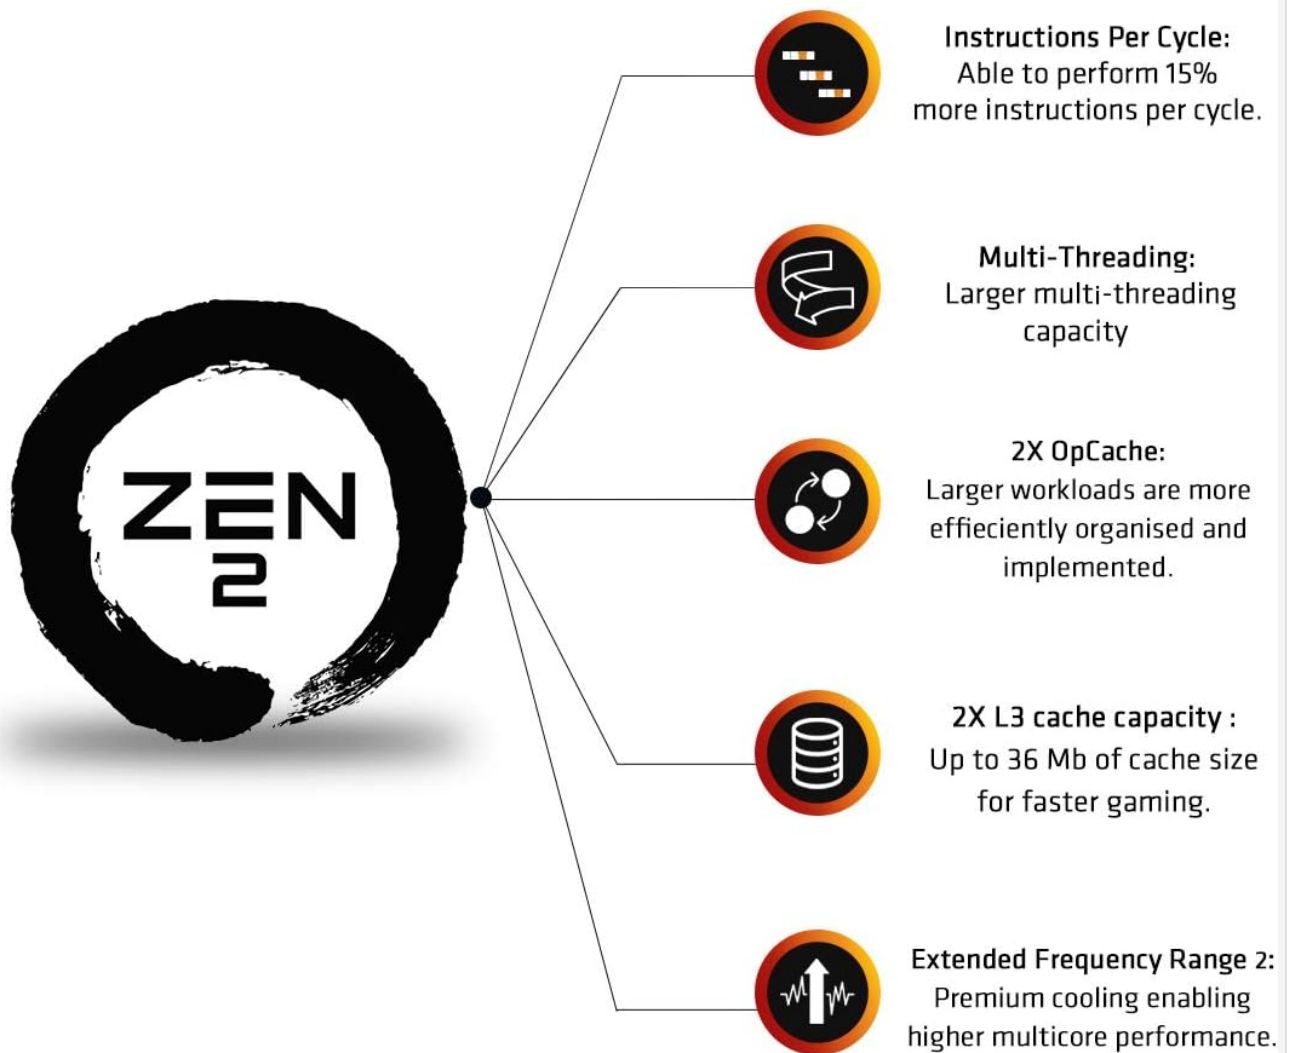 ZEN
2
Instructions Per Cycle:
Able to perform 15%
more instructions per cycle.
Multi-Threading:
Larger multi-threading
capacity
2X OpCache:
Larger workloads are more
effieciently organised and
implemented.
2X L3 cache capacity :
Up to 36 Mb of cache size
for faster gaming.
Extended Frequency Range 2:
Premium cooling enabling
higher multicore performance.